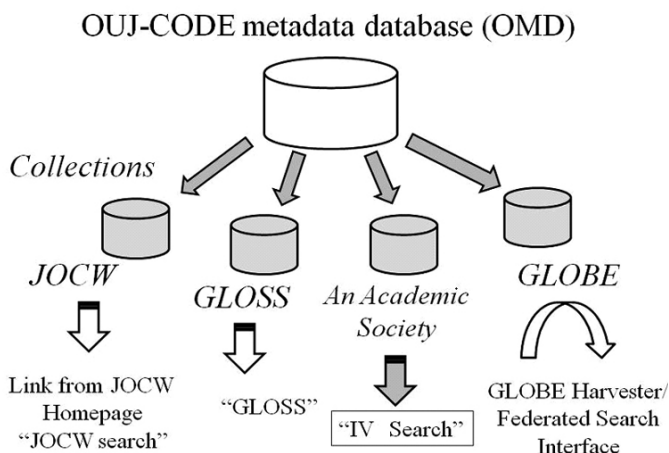 OUJ-CODE metadata database (OMD)
Collections
JOCW
GLOSS
An Academic
Society
GLOBE
Link from JOCW
Homepage
“JOCW search”
“GLOSS”
“IV Search”
GLOBE Harvester/
Federated Search
Interface